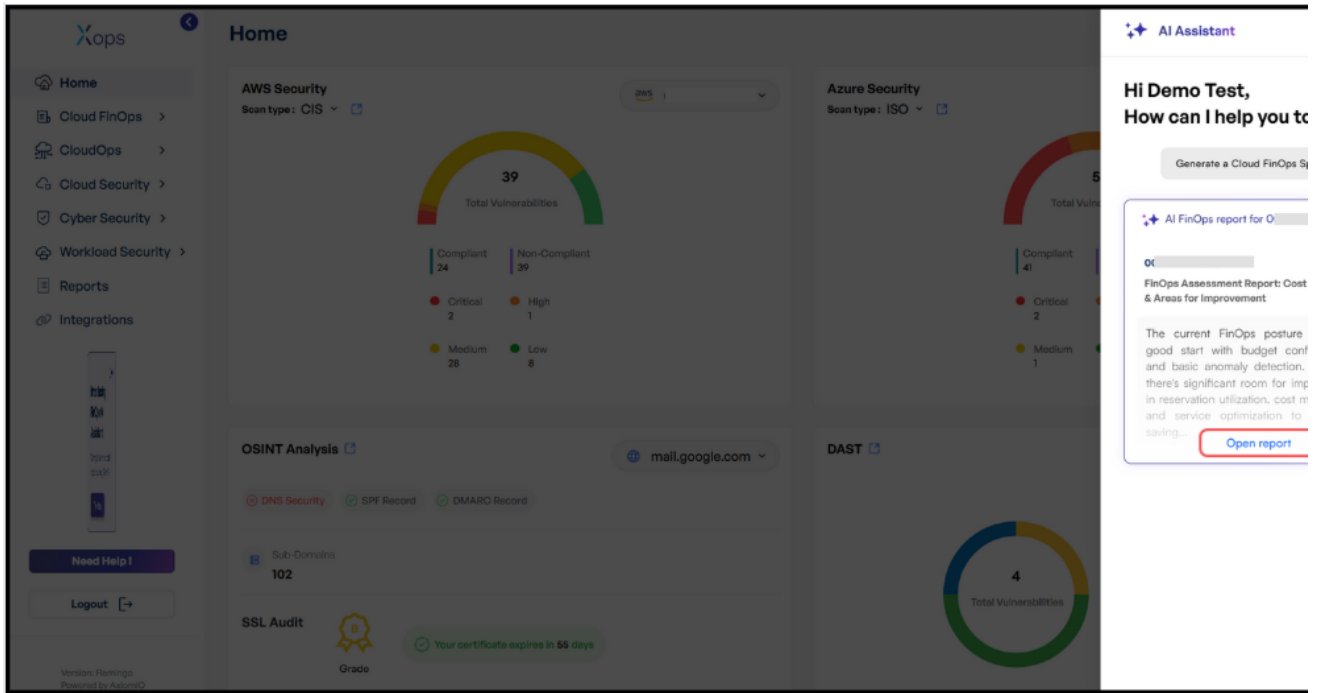 Xops
Home
Cloud FinOps
CloudOps
Cloud Security
Cyber Security
Workload Security
Reports
Integrations
Need Help !
Logout
Version: Flamingo
Powered by AxiomIO
Home
AWS Security
Scan type : CIS
aws
39
Total Vulnerabilities
Compliant
24
Non-Compliant
39
Critical
2
High
1
Medium
28
Low
8
Azure Security
Scan type : ISO
5
Total Vulne
Compliant
41
Critical
2
Medium
1
OSINT Analysis
mail.google.com
DNS Security
SPF Record
DMARC Record
Sub-Domains
102
SSL Audit
B
Grade
Your certificate expires in 55 days
DAST
4
Total Vulnerabilities
AI Assistant
Hi Demo Test,
How can I help you to
Generate a Cloud FinOps Sp
AI FinOps report for 0
00
FinOps Assessment Report: Cost
& Areas for Improvement
The current FinOps posture
good start with budget conf
and basic anomaly detection.
there's significant room for imp
in reservation utilization, cost m
and service optimization to
saving...
Open report